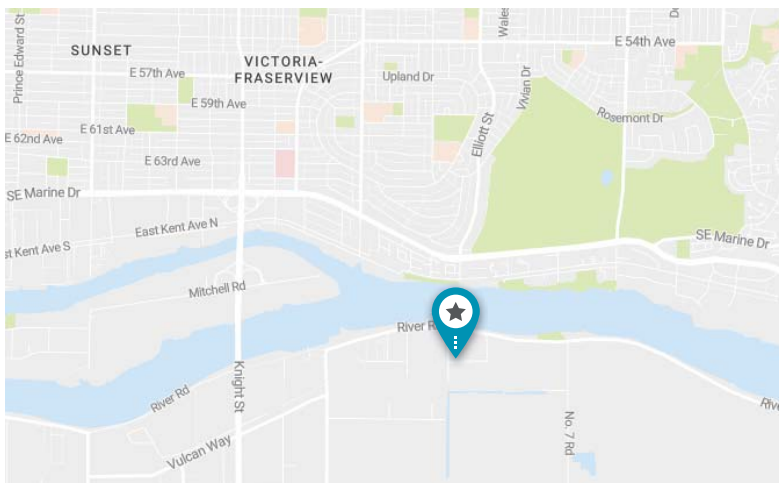 Prince Edward St
SUNSET
VICTORIA-
FRASERVIEW
E 57th Ave
E 59th Ave
E 61st Ave
E 62nd Ave
E 63rd Ave
Upland Dr
Elliott St
Vivian Dr
E 54th Ave
Rosemont Dr
SE Marine Dr
East Kent Ave N
st Kent Ave S
SE Marine Dr
Mitchell Rd
River R
River Rd
Knight St
Vulcan Way
No. 7 Rd